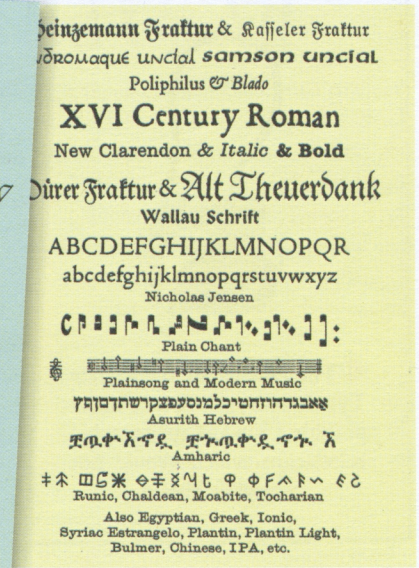 Heinzemann Fraktur & Kasseler Fraktur
uncial samson uncial
Poliphilus & Blado
XVI Century Roman
New Clarendon & Italic & Bold
Dürer Fraktur & Alt Theuerdank
Wallau Schrift
ABCDEFGHIJKLMNOPQR
abcdefghijklmnopqrstuvwxyz
Nicholas Jensen
Plain Chant
Plainsong and Modern Music
Asurith Hebrew
Amharic
Runic, Chaldean, Moabite, Tocharian
Also Egyptian, Greek, Ionic,
Syriac Estrangelo, Plantin, Plantin Light,
Bulmer, Chinese, IPA, etc.